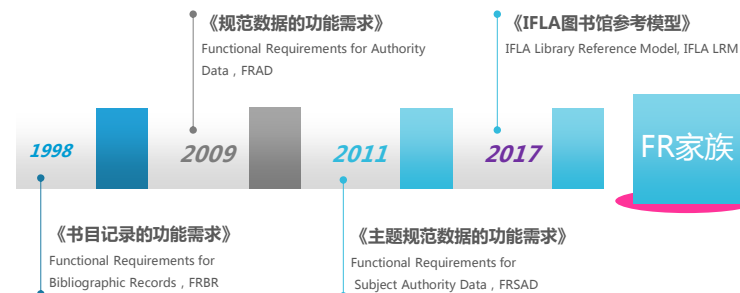 《规范数据的功能需求》
Functional Requirements for Authority
Data , FRAD
《IFLA图书馆参考模型》
IFLA Library Reference Model, IFLA LRM
1998
2009
2011
2017
FR家族
《书目记录的功能需求》
Functional Requirements for
Bibliographic Records , FRBR
《主题规范数据的功能需求》
Functional Requirements for
Subject Authority Data , FRSAD